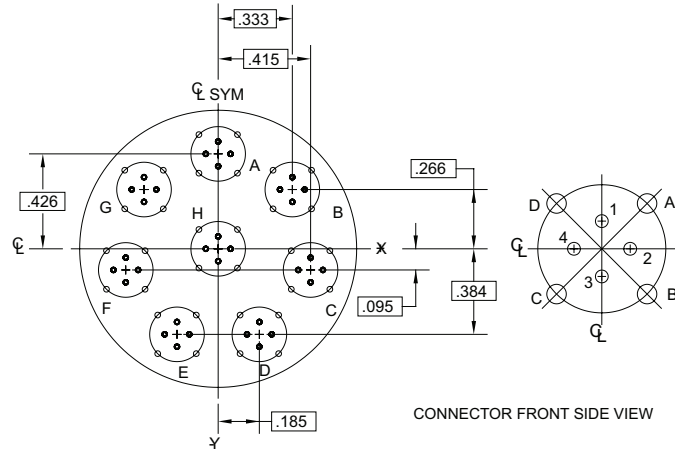 .333
.415
℄ SYM
A
.266
.426
G
B
D
A
H
1
℄
X
℄
4
2
F
C
.095
3
.384
C
B
℄
E
D
.185
CONNECTOR FRONT SIDE VIEW
Y